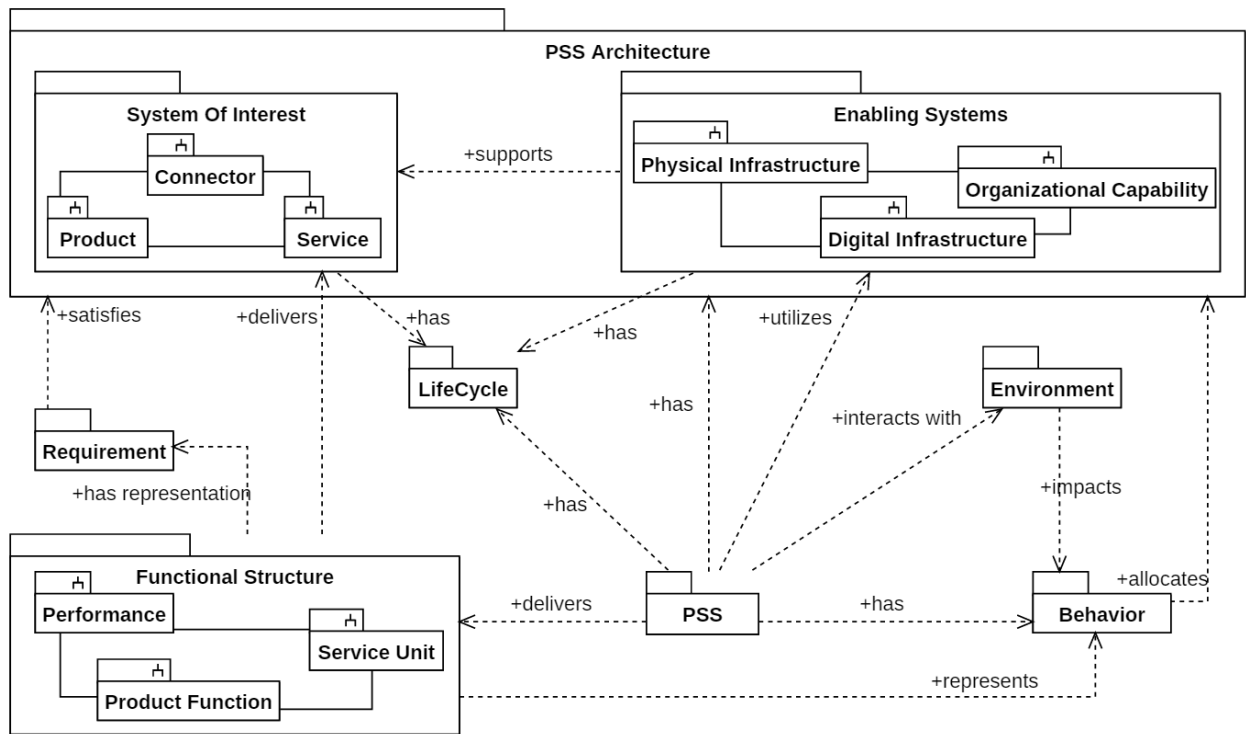 PSS Architecture
System Of Interest
Enabling Systems
Connector
+supports
Physical Infrastructure
Organizational Capability
Product
Service
Digital Infrastructure
+satisfies
+delivers
+has
+has
+utilizes
LifeCycle
Environment
+has
+interacts with
Requirement
+has representation
+has
+impacts
Functional Structure
+allocates
Performance
+delivers
PSS
+has
Behavior
Service Unit
Product Function
+represents